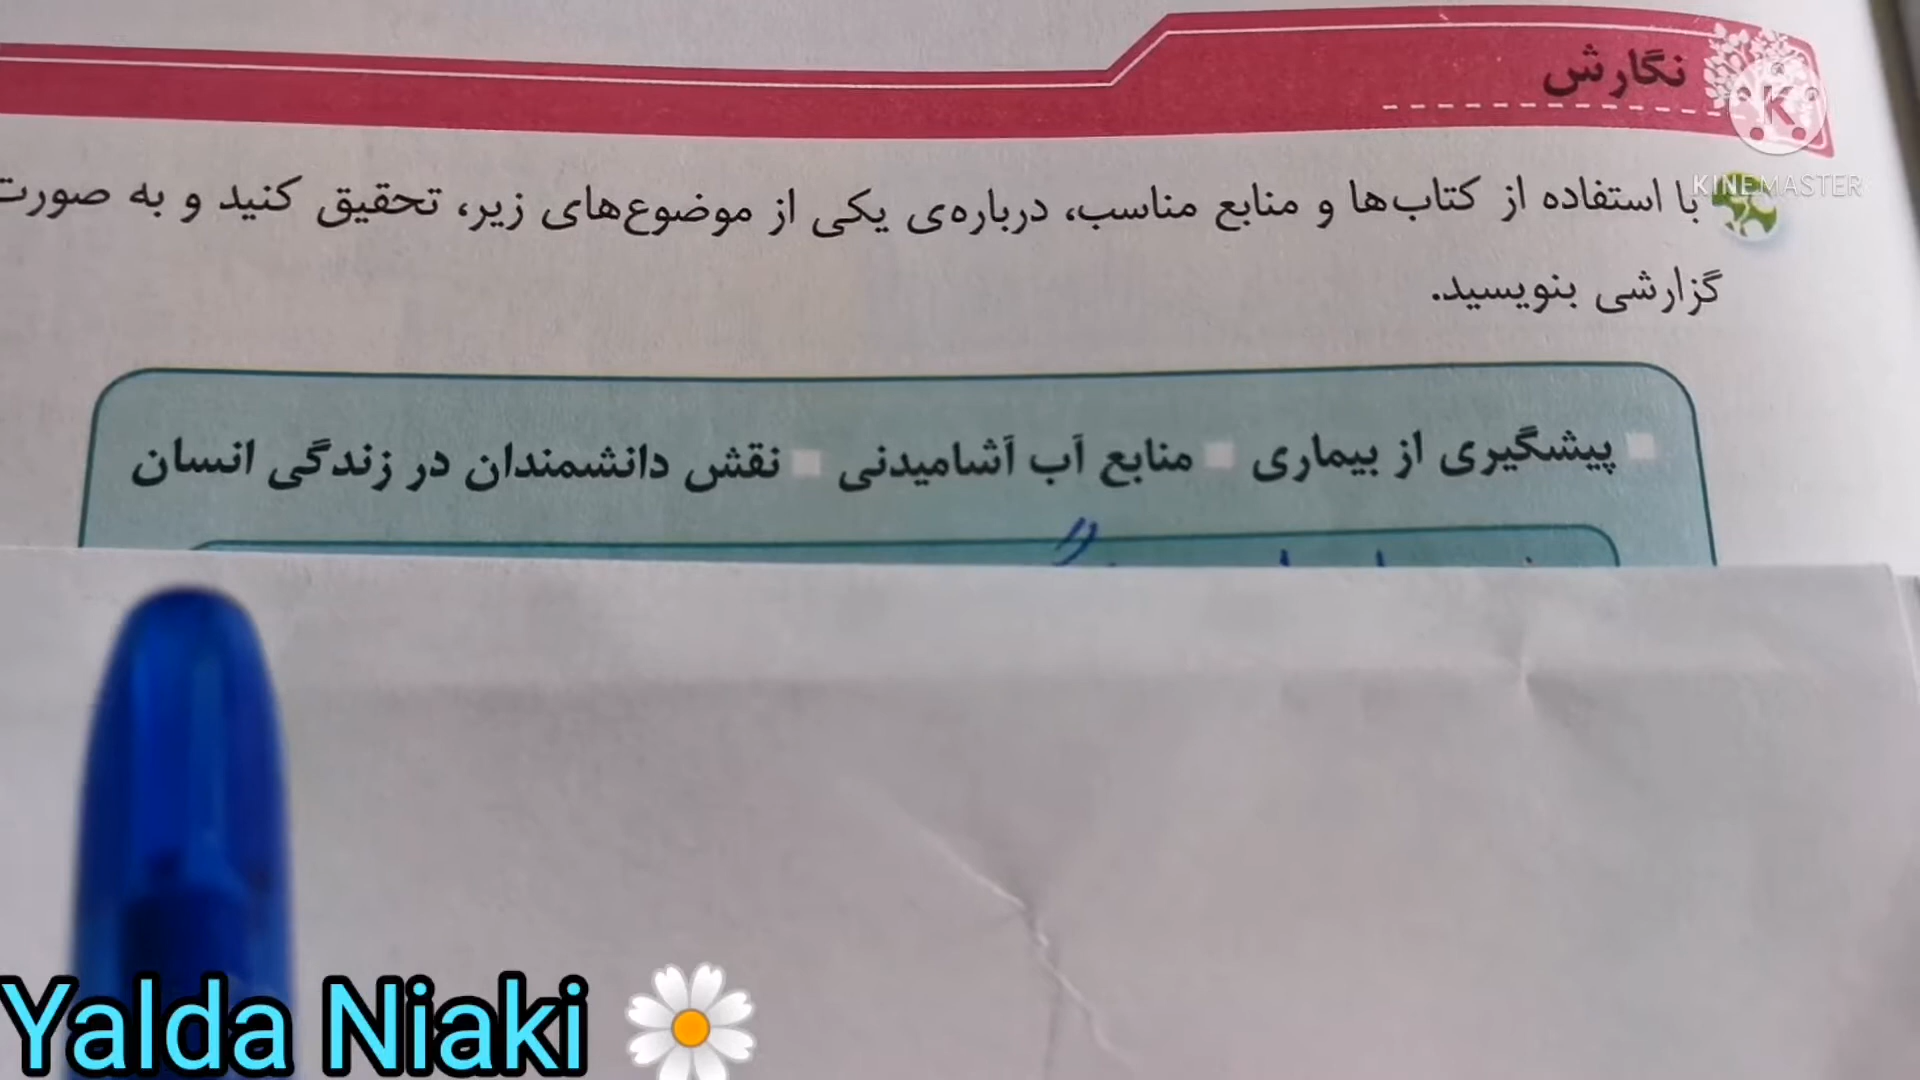 نگارش
KINEMASTER
با استفاده از کتاب‌ها و منابع مناسب، درباره‌ی یکی از موضوع‌های زیر، تحقیق کنید و به صورت
گزارشی بنویسید.
پیشگیری از بیماری منابع آب آشامیدنی نقش دانشمندان در زندگی انسان
Yalda Niaki